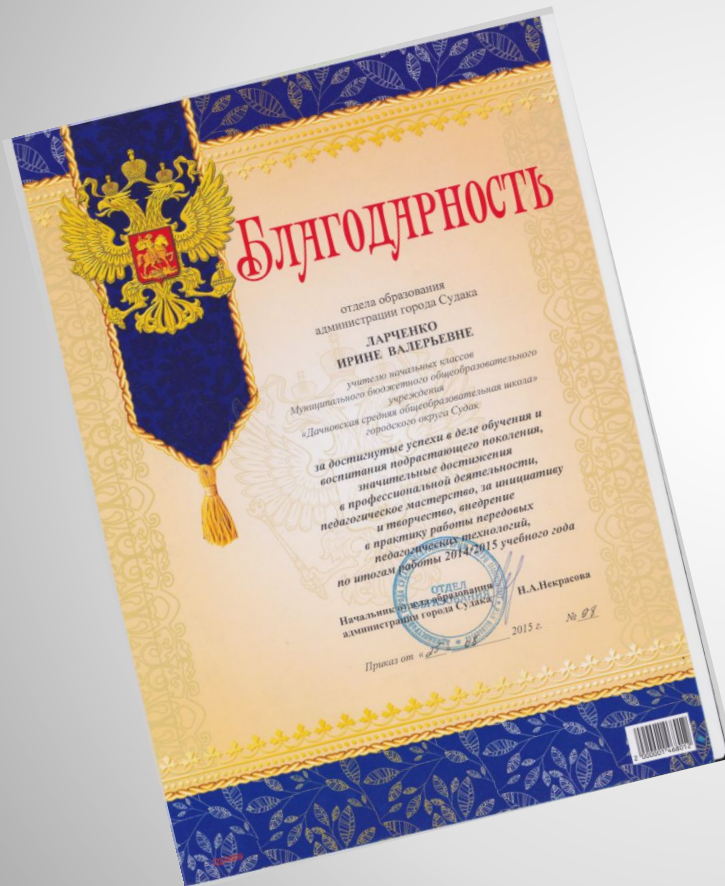 Благодарность
отдела образования
администрации города Судака
ЛАРЧЕНКО
ИРИНЕ ВАЛЕРЬЕВНЕ
учителю начальных классов
Муниципального бюджетного общеобразовательного
учреждения
«Дачновская средняя общеобразовательная школа»
городского округа Судак
за достигнутые успехи в деле обучения и
воспитания подрастающего поколения,
значительные достижения
в профессиональной деятельности,
педагогическое мастерство, за инициативу
и творчество, внедрение
в практику работы передовых
педагогических технологий,
по итогам работы 2014/2015 учебного года
Начальник отдела образования
администрации города Судака
Н.А.Некрасова
ОТДЕЛ
ОБРАЗОВАНИЯ
Приказ от « 2015 г. №